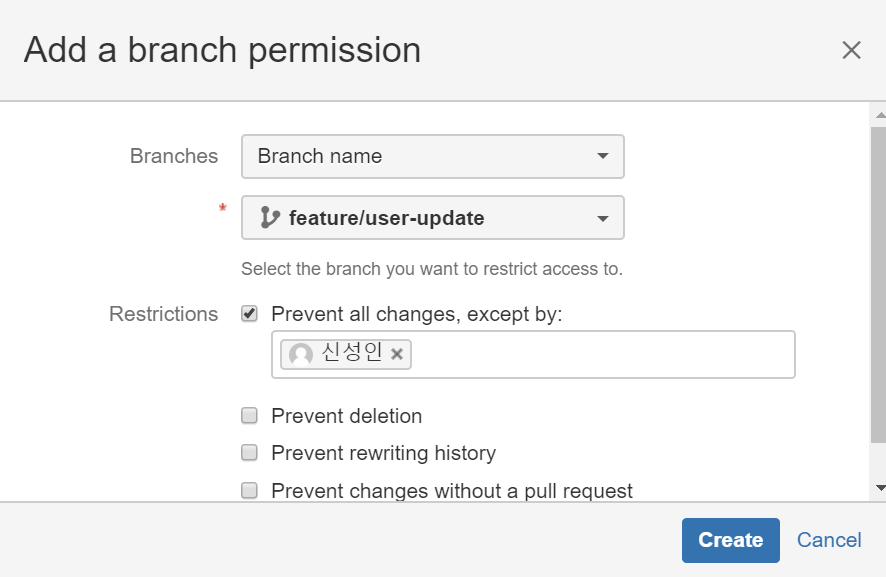 Add a branch permission
Branches
Branch name
* feature/user-update
Select the branch you want to restrict access to.
Restrictions
Prevent all changes, except by:
신성인
Prevent deletion
Prevent rewriting history
Prevent changes without a pull request
Create
Cancel